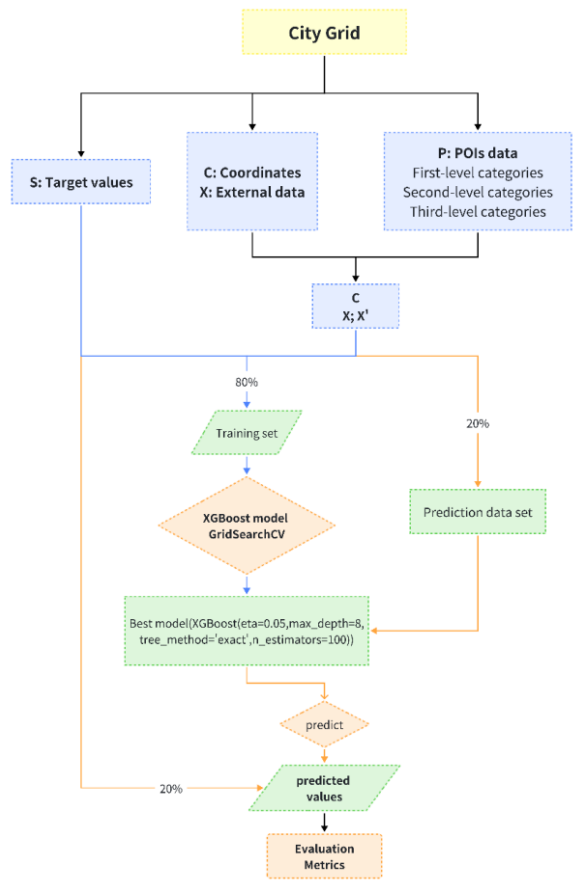 City Grid
S: Target values
C: Coordinates
X: External data
P: POIs data
First-level categories
Second-level categories
Third-level categories
C
X; X'
80%
20%
Training set
XGBoost model
GridSearchCV
Prediction data set
Best model(XGBoost(eta=0.05,max_depth=8,
tree_method='exact',n_estimators=100))
predict
20%
predicted
values
Evaluation
Metrics